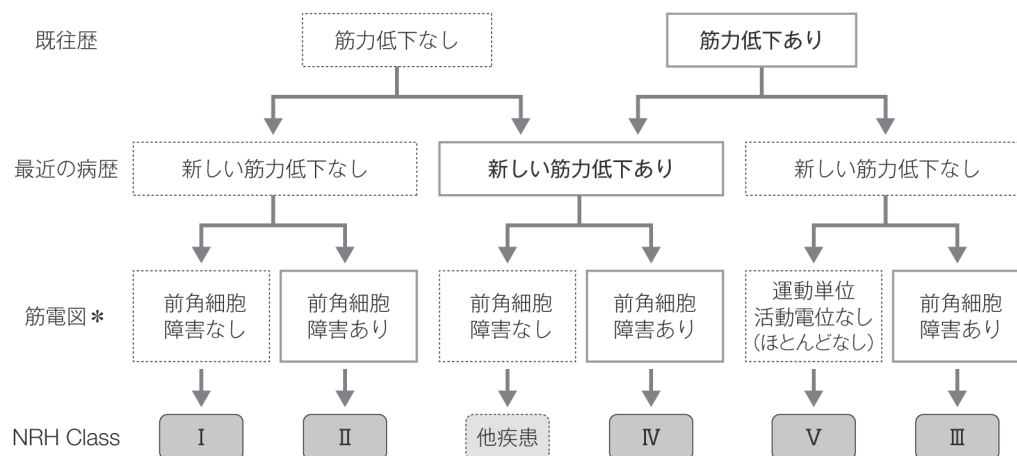 既往歴
筋力低下なし
筋力低下あり
最近の病歴
新しい筋力低下なし
新しい筋力低下あり
新しい筋力低下なし
筋電図＊
前角細胞
障害なし
前角細胞
障害あり
前角細胞
障害なし
前角細胞
障害あり
運動単位
活動電位なし
(ほとんどなし)
前角細胞
障害あり
NRH Class
Ⅰ
Ⅱ
他疾患
Ⅳ
Ⅴ
Ⅲ